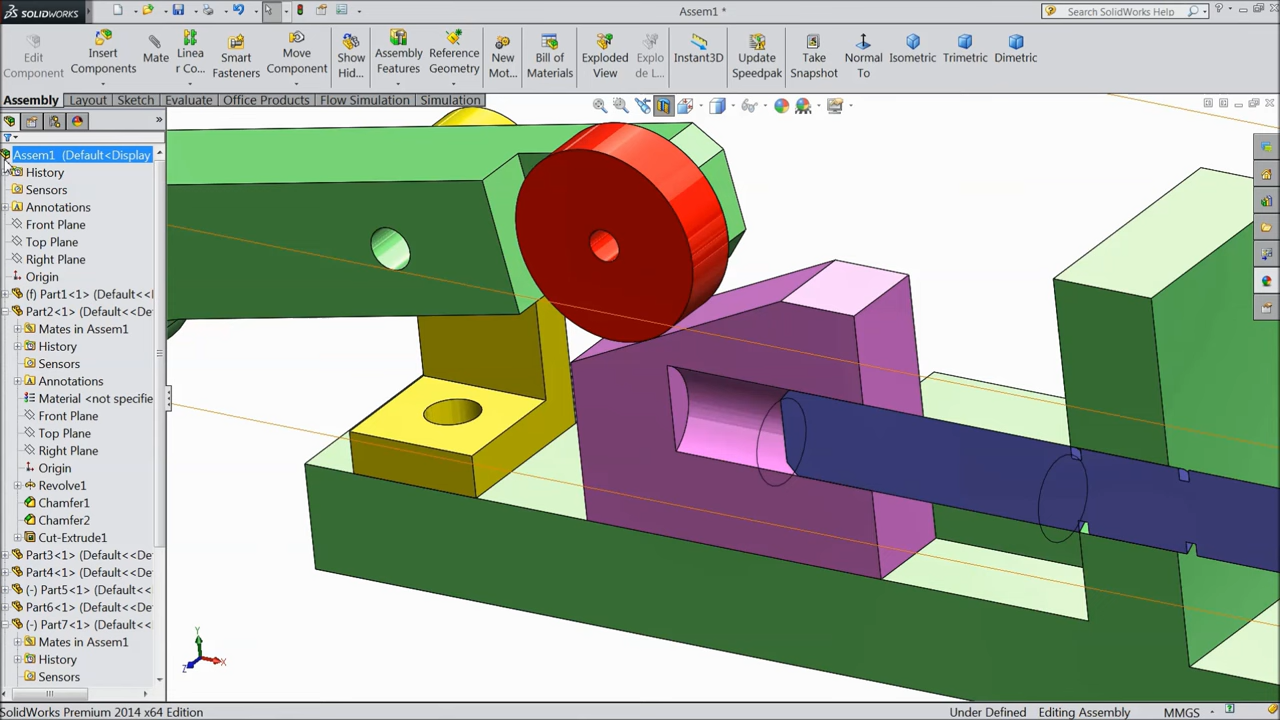 SOLIDWORKS
Assem1 *
Search SolidWorks Help
Edit Component
Insert Components
Mate
Linea r Co...
Smart Fasteners
Move Component
Show Hid...
Assembly Features
Reference Geometry
New Mot...
Bill of Materials
Exploded View
Explo de L...
Instant3D
Update Speedpak
Take Snapshot
Normal To
Isometric
Trimetric
Dimetric
Assembly
Layout
Sketch
Evaluate
Office Products
Flow Simulation
Simulation
Assem1 (Default<Display
History
Sensors
Annotations
Front Plane
Top Plane
Right Plane
Origin
(f) Part1<1> (Default<<
Part2<1> (Default<<De
Mates in Assem1
History
Sensors
Annotations
Material <not specifie
Front Plane
Top Plane
Right Plane
Origin
Revolve1
Chamfer1
Chamfer2
Cut-Extrude1
Part3<1> (Default<<De
Part4<1> (Default<<De
(-) Part5<1> (Default<<
Part6<1> (Default<<De
(-) Part7<1> (Default<<
Mates in Assem1
History
Sensors
Y
X
Z
SolidWorks Premium 2014 x64 Edition
Under Defined
Editing Assembly
MMGS